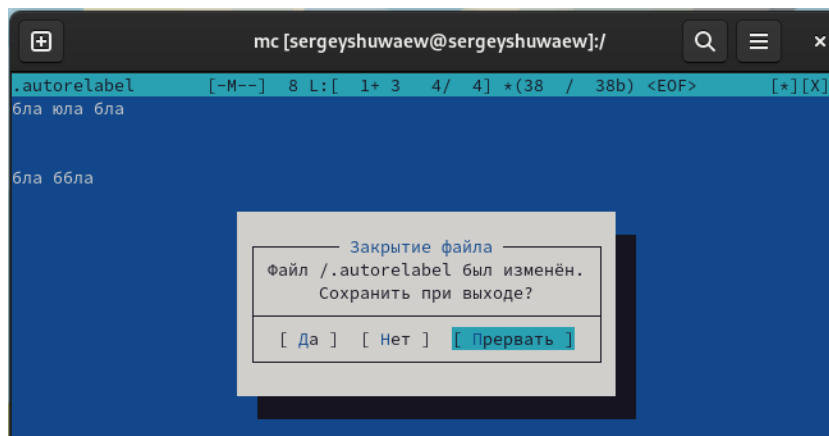 mc [sergeyshuwaew@sergeyshuwaew]:/
.autorelabel [-M--] 8 L:[ 1+ 3 4/ 4] *(38 / 38b) <EOF> [*][X]
бла юла бла
бла ббла
Закрытие файла
Файл /.autorelabel был изменён.
Сохранить при выходе?
[ Да ] [ Нет ] [ Прервать ]